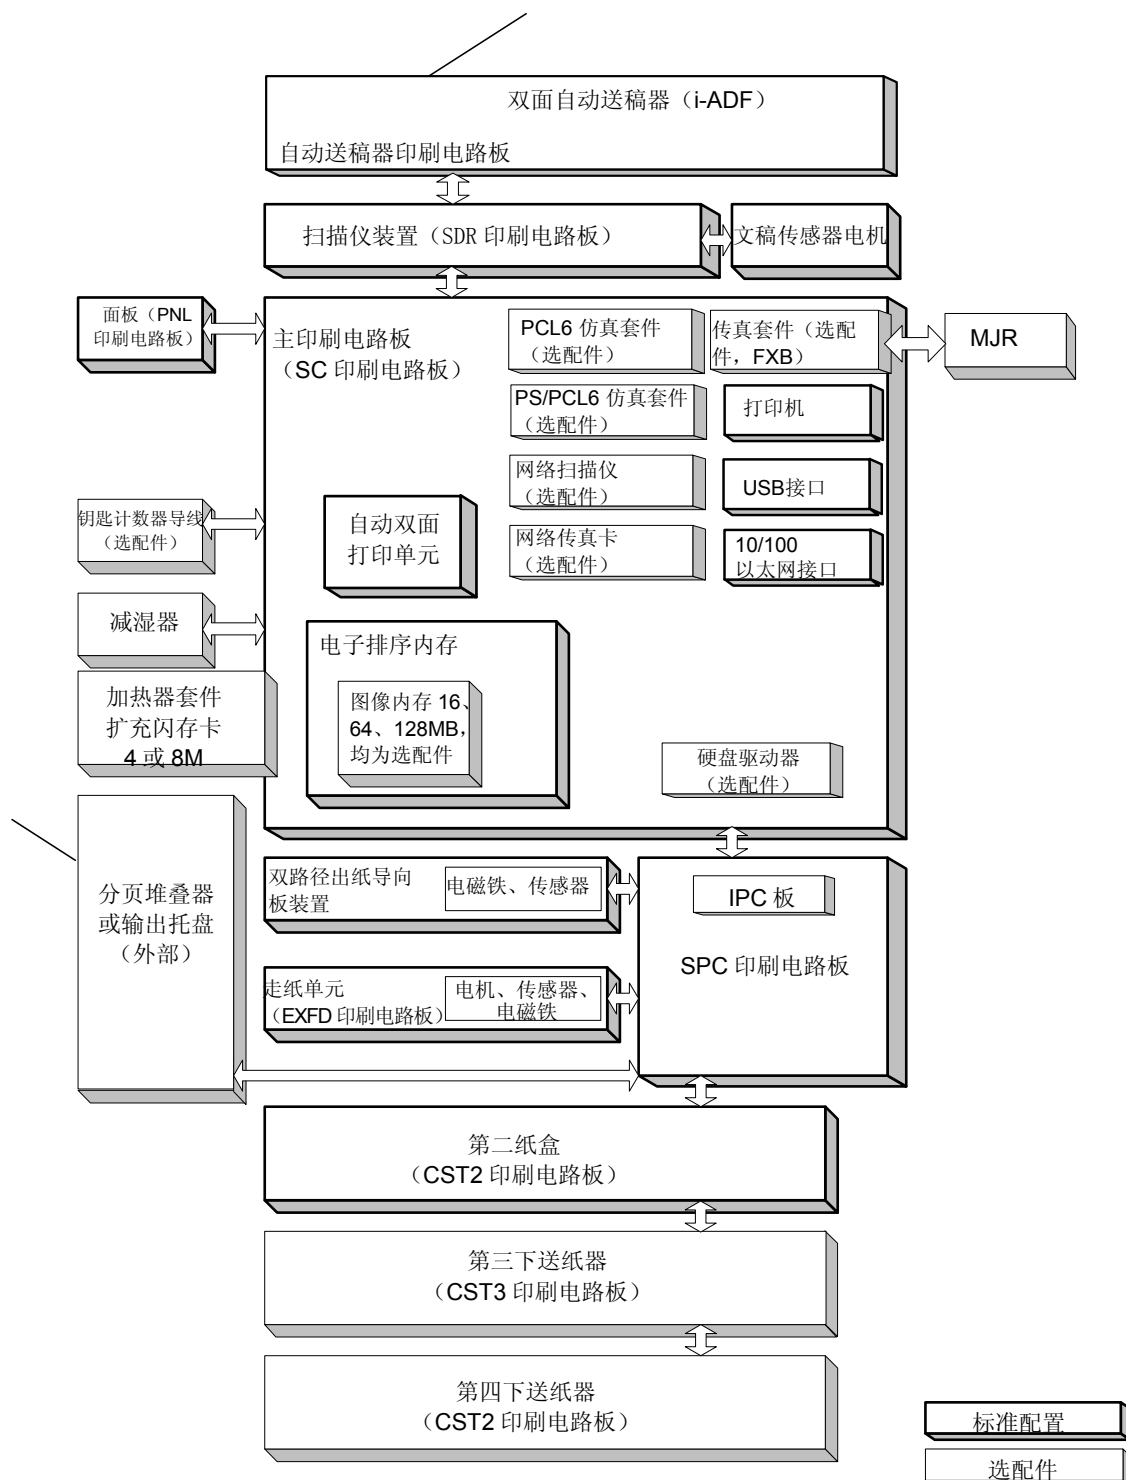 双面自动送稿器（i-ADF）
自动送稿器印刷电路板
扫描仪装置（SDR 印刷电路板）
文稿传感器电机
面板（PNL
印刷电路板）
主印刷电路板
（SC 印刷电路板）
PCL6 仿真套件
（选配件）
传真套件（选配
件，FXB）
MJR
PS/PCL6 仿真套件
（选配件）
打印机
网络扫描仪
（选配件）
USB接口
钥匙计数器导线
（选配件）
自动双面
打印单元
网络传真卡
（选配件）
10/100
以太网接口
减湿器
电子排序内存
加热器套件
扩充闪存卡
4 或 8M
图像内存 16、
64、128MB，
均为选配件
硬盘驱动器
（选配件）
分页堆叠器
或输出托盘
（外部）
双路径出纸导向
板装置
电磁铁、传感器
IPC 板
SPC 印刷电路板
走纸单元
（EXFD 印刷电路板）
电机、传感器、
电磁铁
第二纸盒
（CST2 印刷电路板）
第三下送纸器
（CST3 印刷电路板）
第四下送纸器
（CST2 印刷电路板）
标准配置
选配件